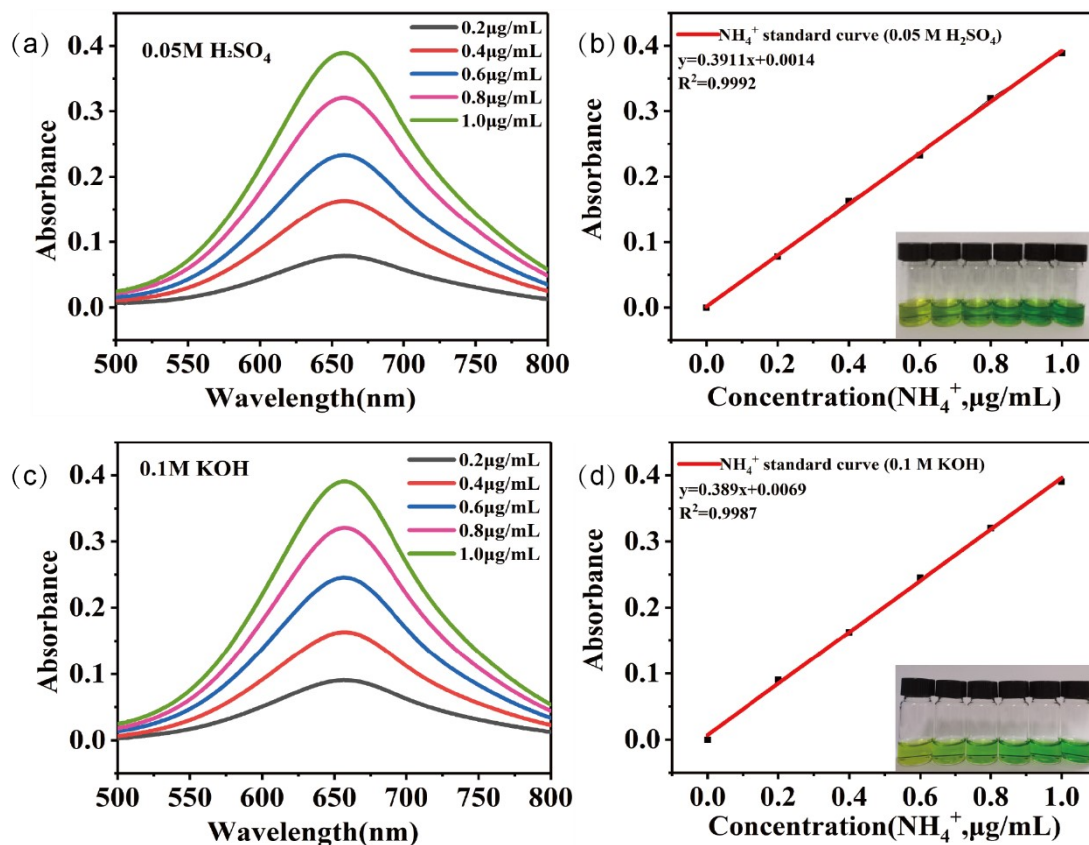 (a)
0.05M H₂SO₄
0.2μg/mL
0.4μg/mL
0.6μg/mL
0.8μg/mL
1.0μg/mL
0.4
0.3
0.2
0.1
0.0
Absorbance
500 550 600 650 700 750 800
Wavelength(nm)
(b)
NH₄⁺ standard curve (0.05 M H₂SO₄)
y=0.3911x+0.0014
R²=0.9992
0.4
0.3
0.2
0.1
0.0
Absorbance
0.0 0.2 0.4 0.6 0.8 1.0
Concentration(NH₄⁺,μg/mL)
(c)
0.1M KOH
0.2μg/mL
0.4μg/mL
0.6μg/mL
0.8μg/mL
1.0μg/mL
0.4
0.3
0.2
0.1
0.0
Absorbance
500 550 600 650 700 750 800
Wavelength(nm)
(d)
NH₄⁺ standard curve (0.1 M KOH)
y=0.389x+0.0069
R²=0.9987
0.4
0.3
0.2
0.1
0.0
Absorbance
0.0 0.2 0.4 0.6 0.8 1.0
Concentration(NH₄⁺,μg/mL)